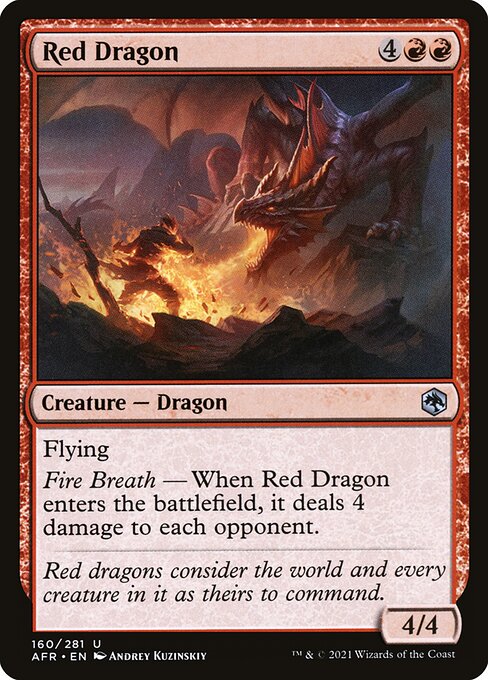 Red Dragon 4
Creature — Dragon
Flying
Fire Breath — When Red Dragon
enters the battlefield, it deals 4
damage to each opponent.
Red dragons consider the world and every
creature in it as theirs to command.
4/4
160/281 U
AFR • EN Andrey Kuzinskiy
™ & © 2021 Wizards of the Coast